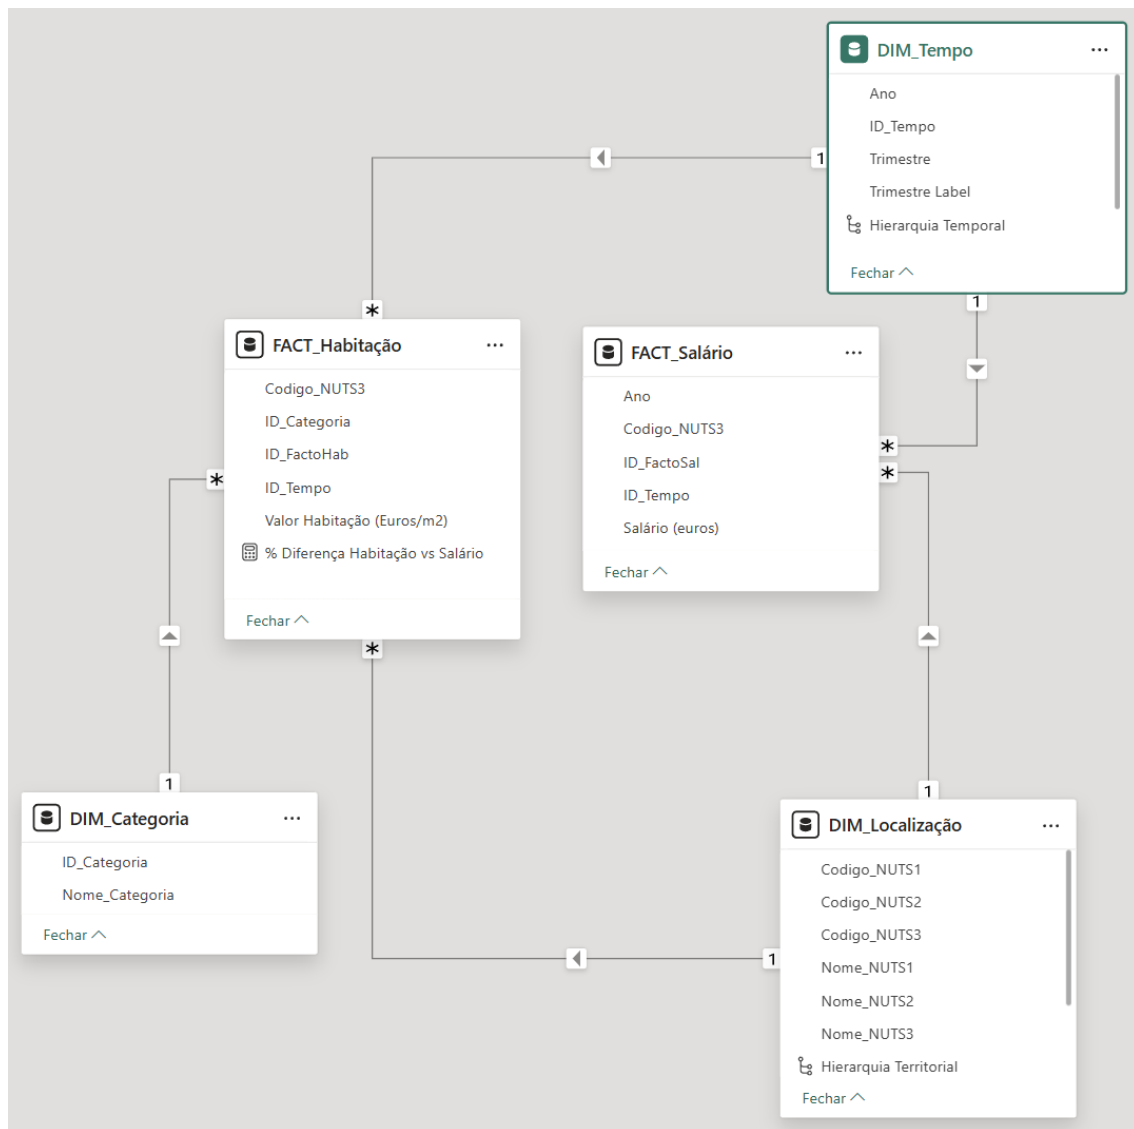 DIM_Tempo
...
Ano
ID_Tempo
Trimestre
Trimestre Label
Hierarquia Temporal
Fechar
1
1
*
FACT_Habitação
...
Codigo_NUTS3
ID_Categoria
ID_FactoHab
ID_Tempo
Valor Habitação (Euros/m2)
% Diferença Habitação vs Salário
Fechar
*
*
FACT_Salário
...
Ano
Codigo_NUTS3
ID_FactoSal
ID_Tempo
Salário (euros)
Fechar
*
*
1
DIM_Categoria
...
ID_Categoria
Nome_Categoria
Fechar
1
1
DIM_Localização
...
Codigo_NUTS1
Codigo_NUTS2
Codigo_NUTS3
Nome_NUTS1
Nome_NUTS2
Nome_NUTS3
Hierarquia Territorial
Fechar